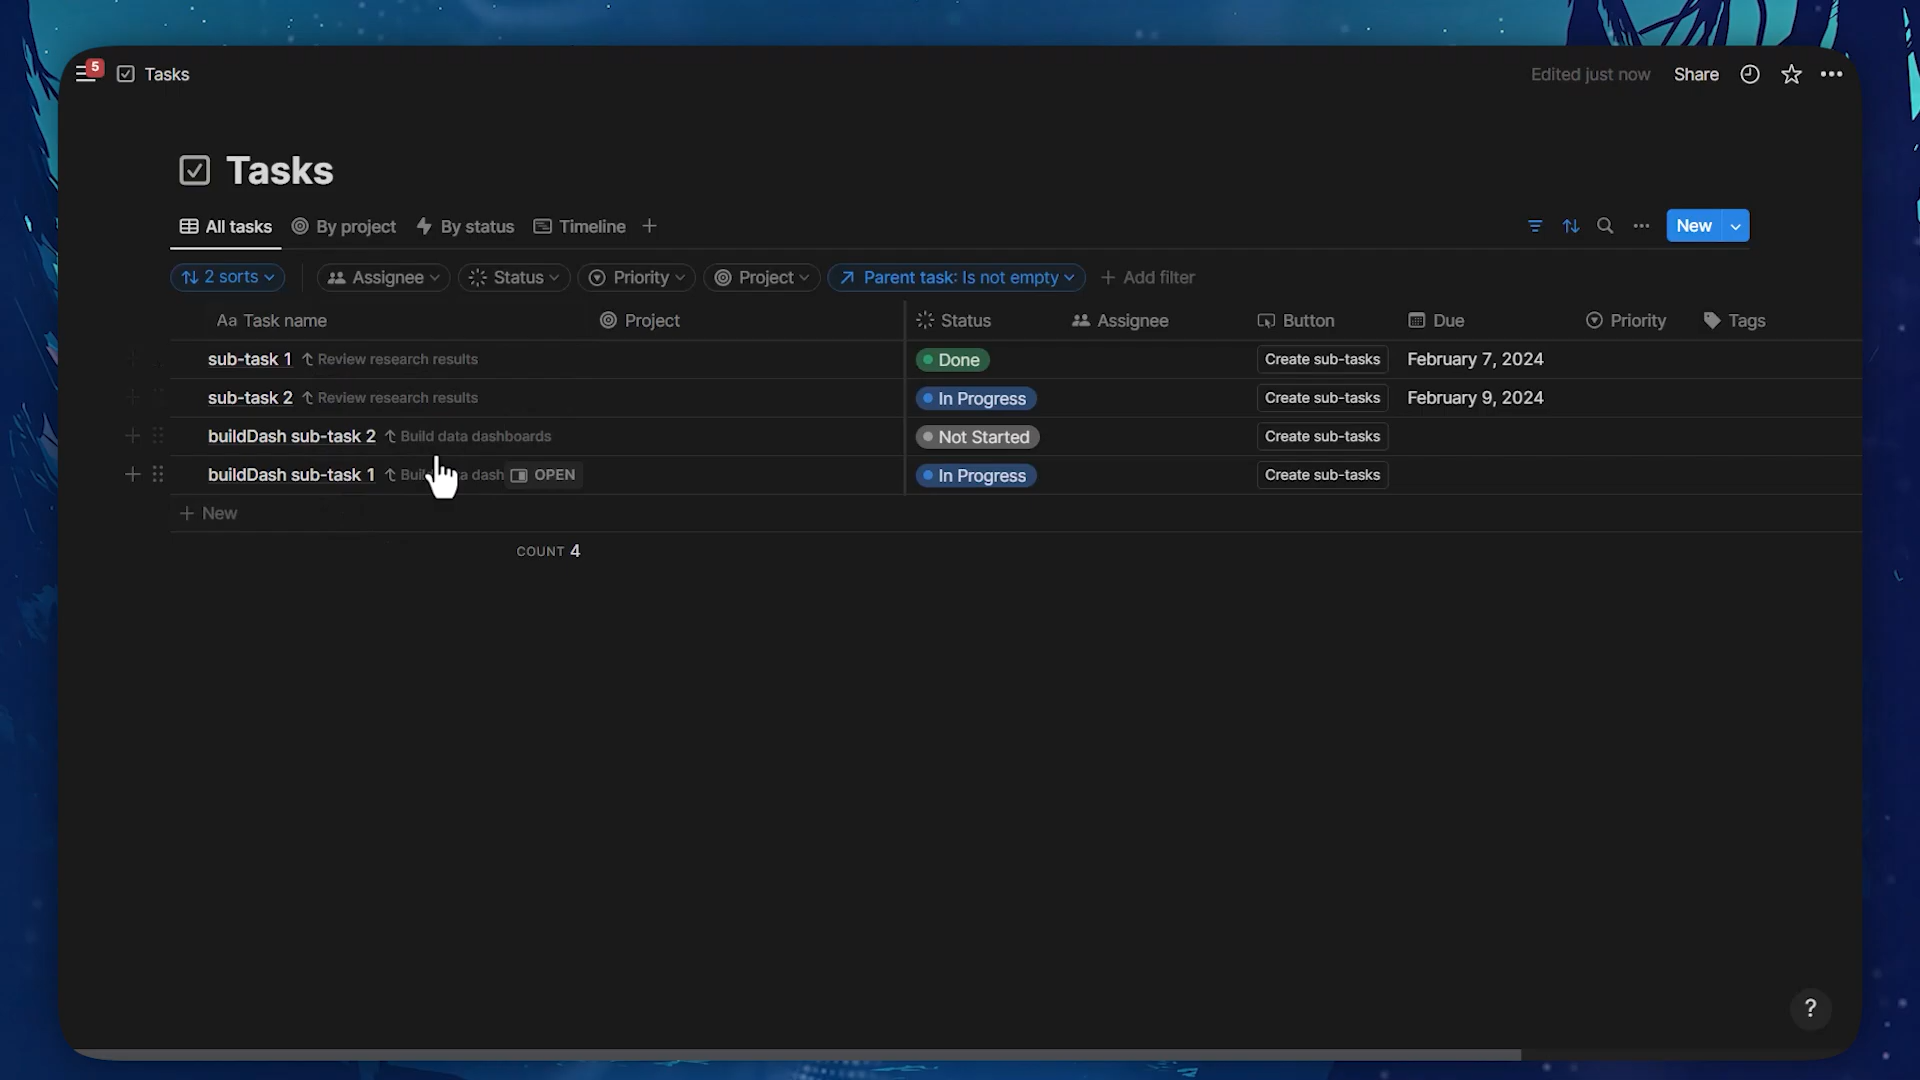 5 Tasks Edited just now Share
Tasks
All tasks By project By status Timeline New
2 sorts Assignee Status Priority Project Parent task: Is not empty Add filter
Aa Task name Project Status Assignee Button Due Priority Tags
sub-task 1 Review research results Done Create sub-tasks February 7, 2024
sub-task 2 Review research results In Progress Create sub-tasks February 9, 2024
buildDash sub-task 2 Build data dashboards Not Started Create sub-tasks
buildDash sub-task 1 dash OPEN In Progress Create sub-tasks
New
COUNT 4
?